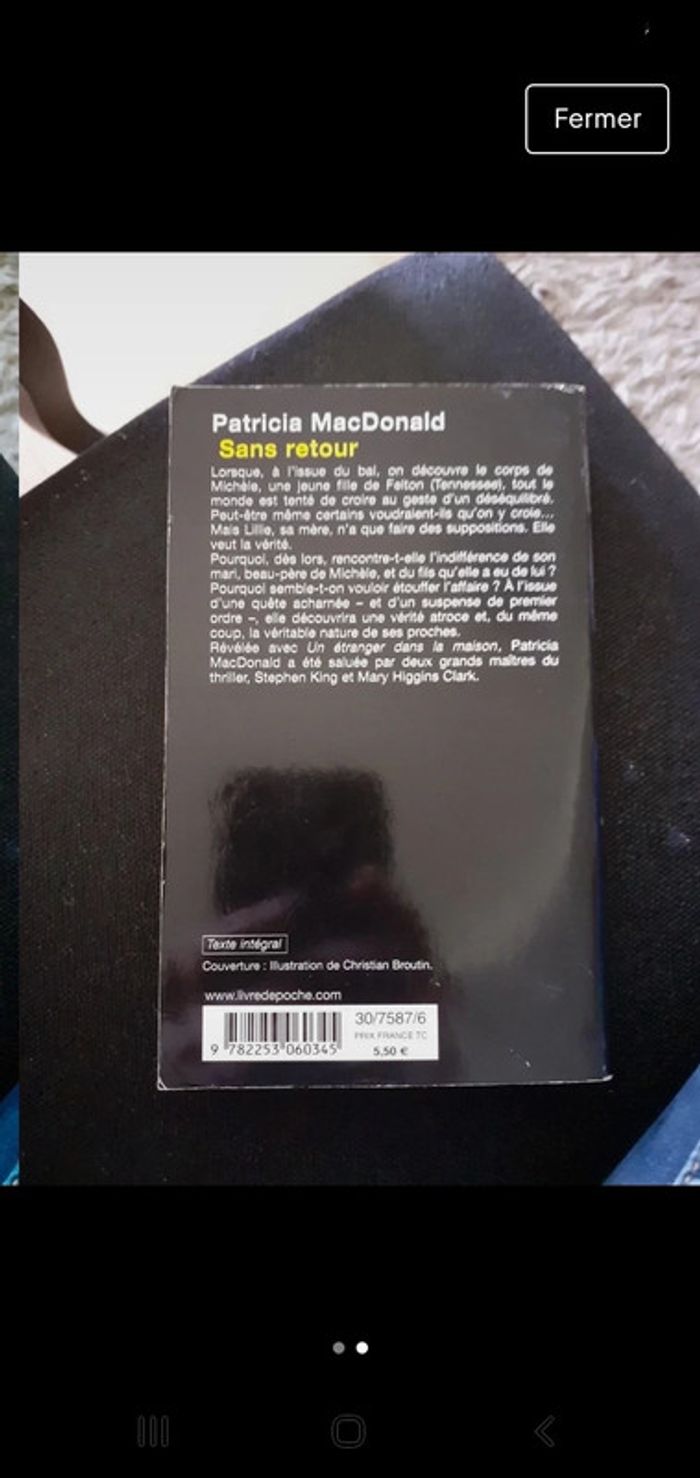 Fermer
Patricia MacDonald
Sans retour
Lorsque, à l'issue du bal, on découvre le corps de
Michèle, une jeune fille de Felton (Tennessee), tout le
monde est tenté de croire au geste d'un déséquilibré.
Peut-être même certains voudraient-ils qu'on y croie...
Mais Lillie, sa mère, n'a que faire des suppositions. Elle
veut la vérité.
Pourquoi, dès lors, rencontre-t-elle l'indifférence de son
mari, beau-père de Michèle, et du fils qu'elle a eu de lui ?
Pourquoi semble-t-on vouloir étouffer l'affaire ? À l'issue
d'une quête acharnée – et d'un suspense de premier
ordre –, elle découvrira une vérité atroce et, du même
coup, la véritable nature de ses proches.
Révélée avec Un étranger dans la maison, Patricia
MacDonald a été saluée par deux grands maîtres du
thriller, Stephen King et Mary Higgins Clark.
Texte intégral
Couverture : Illustration de Christian Broutin.
www.livredepoche.com
30/7587/6
PRIX FRANCE TC
5,50 €
9 782253 060345